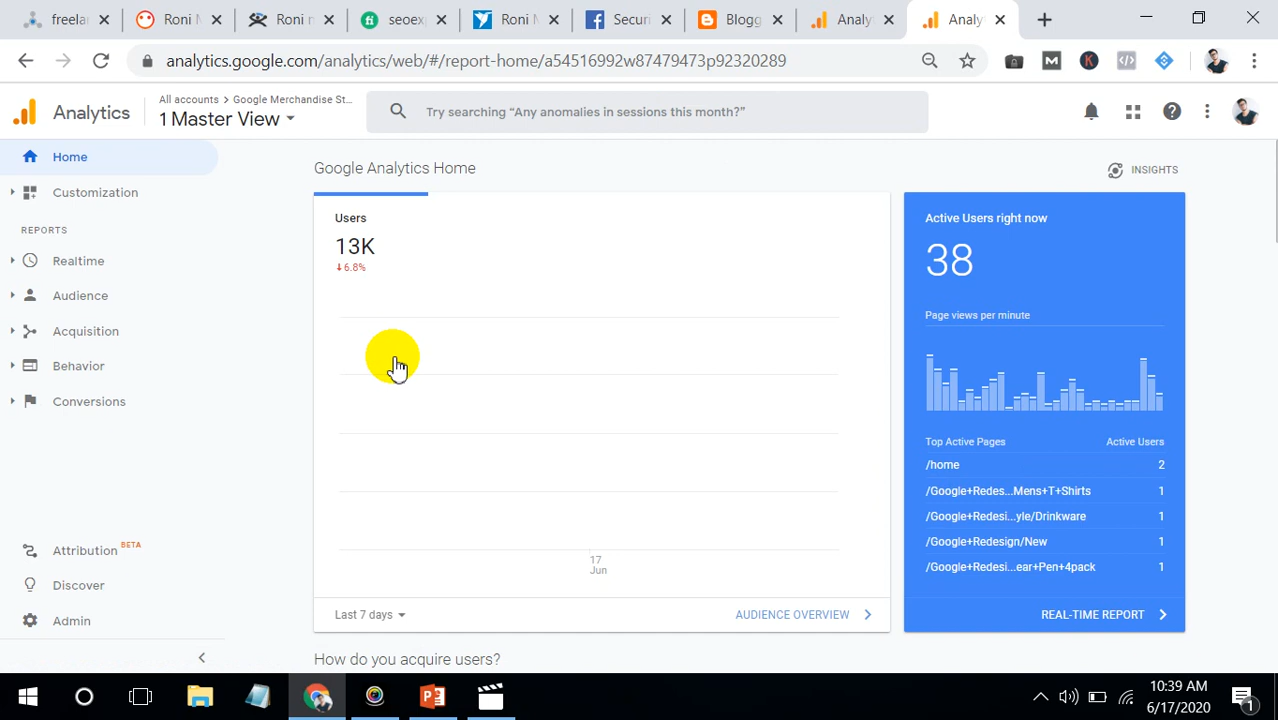 freelan
Roni M
Roni n
seoexp
Roni M
Securi
Blogg
Analy
Analy
analytics.google.com/analytics/web/#/report-home/a54516992w87479473p92320289
Analytics
All accounts > Google Merchandise St...
1 Master View
Try searching “Any anomalies in sessions this month?”
Home
Customization
REPORTS
Realtime
Audience
Acquisition
Behavior
Conversions
Attribution BETA
Discover
Admin
Google Analytics Home
INSIGHTS
Users
13K
6.8%
17
Jun
Last 7 days
AUDIENCE OVERVIEW
Active Users right now
38
Page views per minute
Top Active Pages Active Users
/home 2
/Google+Redes...Mens+T+Shirts 1
/Google+Redesi...yle/Drinkware 1
/Google+Redesign/New 1
/Google+Redesi...ear+Pen+4pack 1
REAL-TIME REPORT
How do you acquire users?
10:39 AM
6/17/2020
1